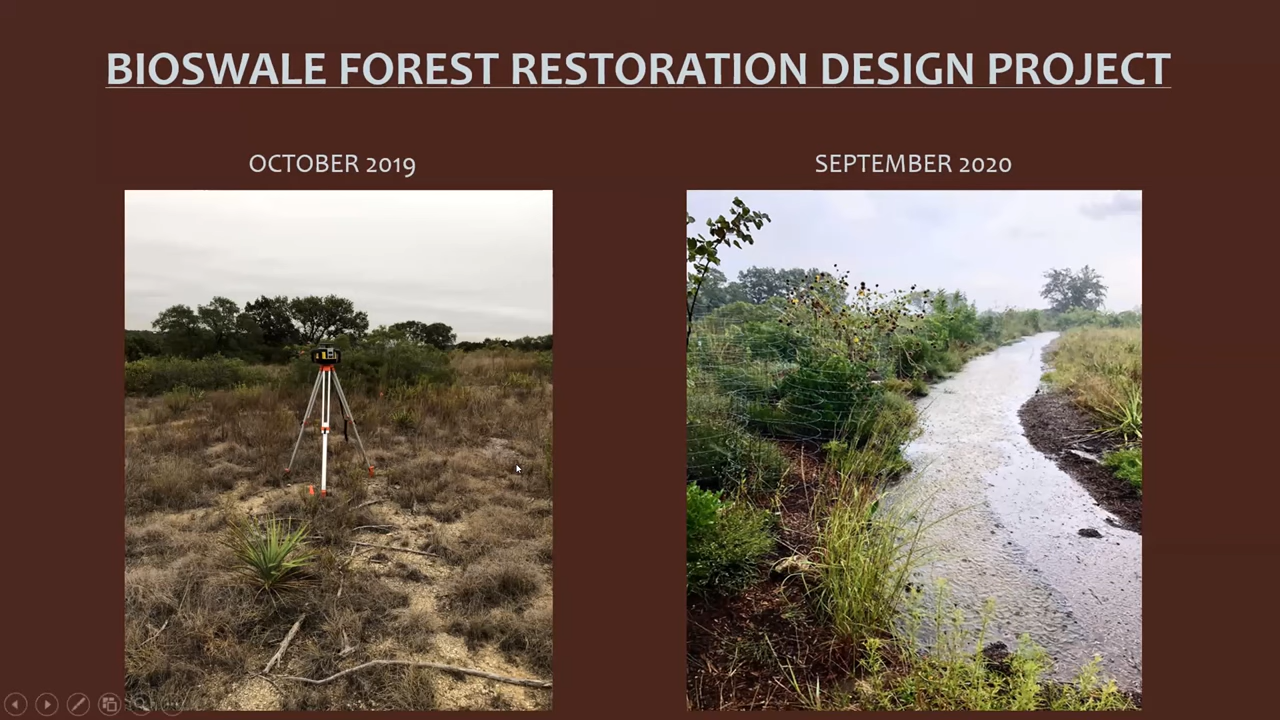 BIOSWALE FOREST RESTORATION DESIGN PROJECT
OCTOBER 2019
SEPTEMBER 2020